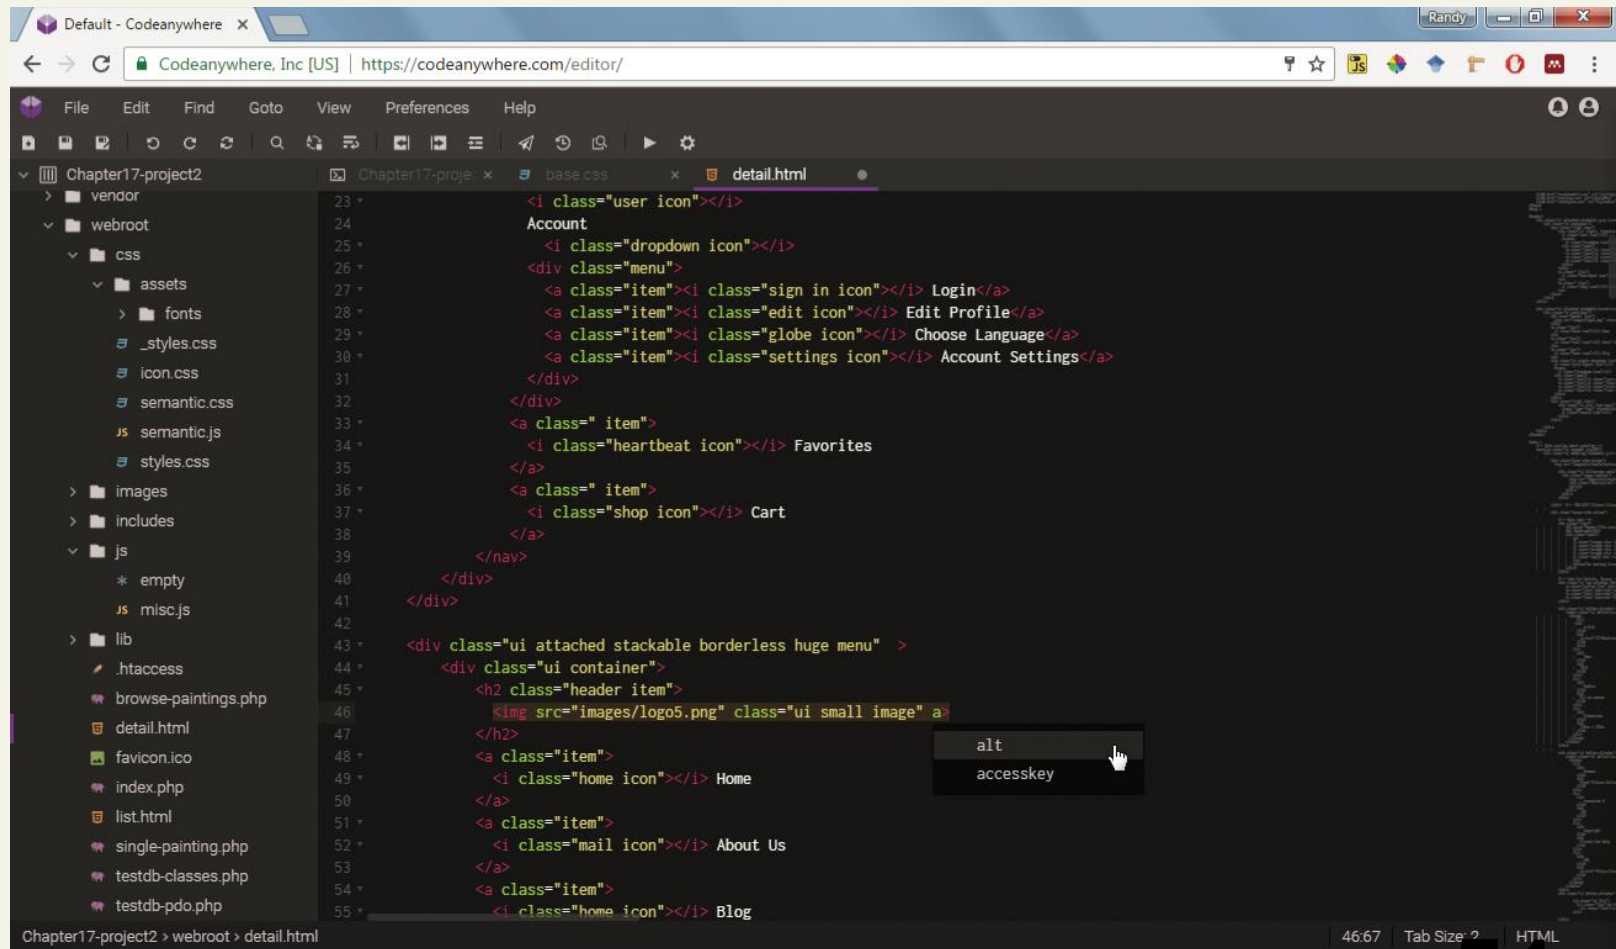 Default - Codeanywhere
Randy
Codeanywhere, Inc [US] | https://codeanywhere.com/editor/
File Edit Find Goto View Preferences Help
Chapter17-project2
Chapter17-projec base.css detail.html
vendor
webroot
css
assets
fonts
_styles.css
icon.css
semantic.css
JS semantic.js
styles.css
images
includes
js
empty
JS misc.js
lib
.htaccess
browse-paintings.php
detail.html
favicon.ico
index.php
list.html
single-painting.php
testdb-classes.php
testdb-pdo.php
23 <i class="user icon"></i>
24 Account
25 <i class="dropdown icon"></i>
26 <div class="menu">
27 <a class="item"><i class="sign in icon"></i> Login</a>
28 <a class="item"><i class="edit icon"></i> Edit Profile</a>
29 <a class="item"><i class="globe icon"></i> Choose Language</a>
30 <a class="item"><i class="settings icon"></i> Account Settings</a>
31 </div>
32 </div>
33 <a class=" item">
34 <i class="heartbeat icon"></i> Favorites
35 </a>
36 <a class=" item">
37 <i class="shop icon"></i> Cart
38 </a>
39 </nav>
40 </div>
41 </div>
42
43 <div class="ui attached stackable borderless huge menu"  >
44 <div class="ui container">
45 <h2 class="header item">
46 <img src="images/logo5.png" class="ui small image" a>
47 </h2>
48 <a class="item">
49 <i class="home icon"></i> Home
50 </a>
51 <a class="item">
52 <i class="mail icon"></i> About Us
53 </a>
54 <a class="item">
55 <i class="home icon"></i> Blog
alt
accesskey
Chapter17-project2 > webroot > detail.html
46:67 Tab Size: 2 HTML